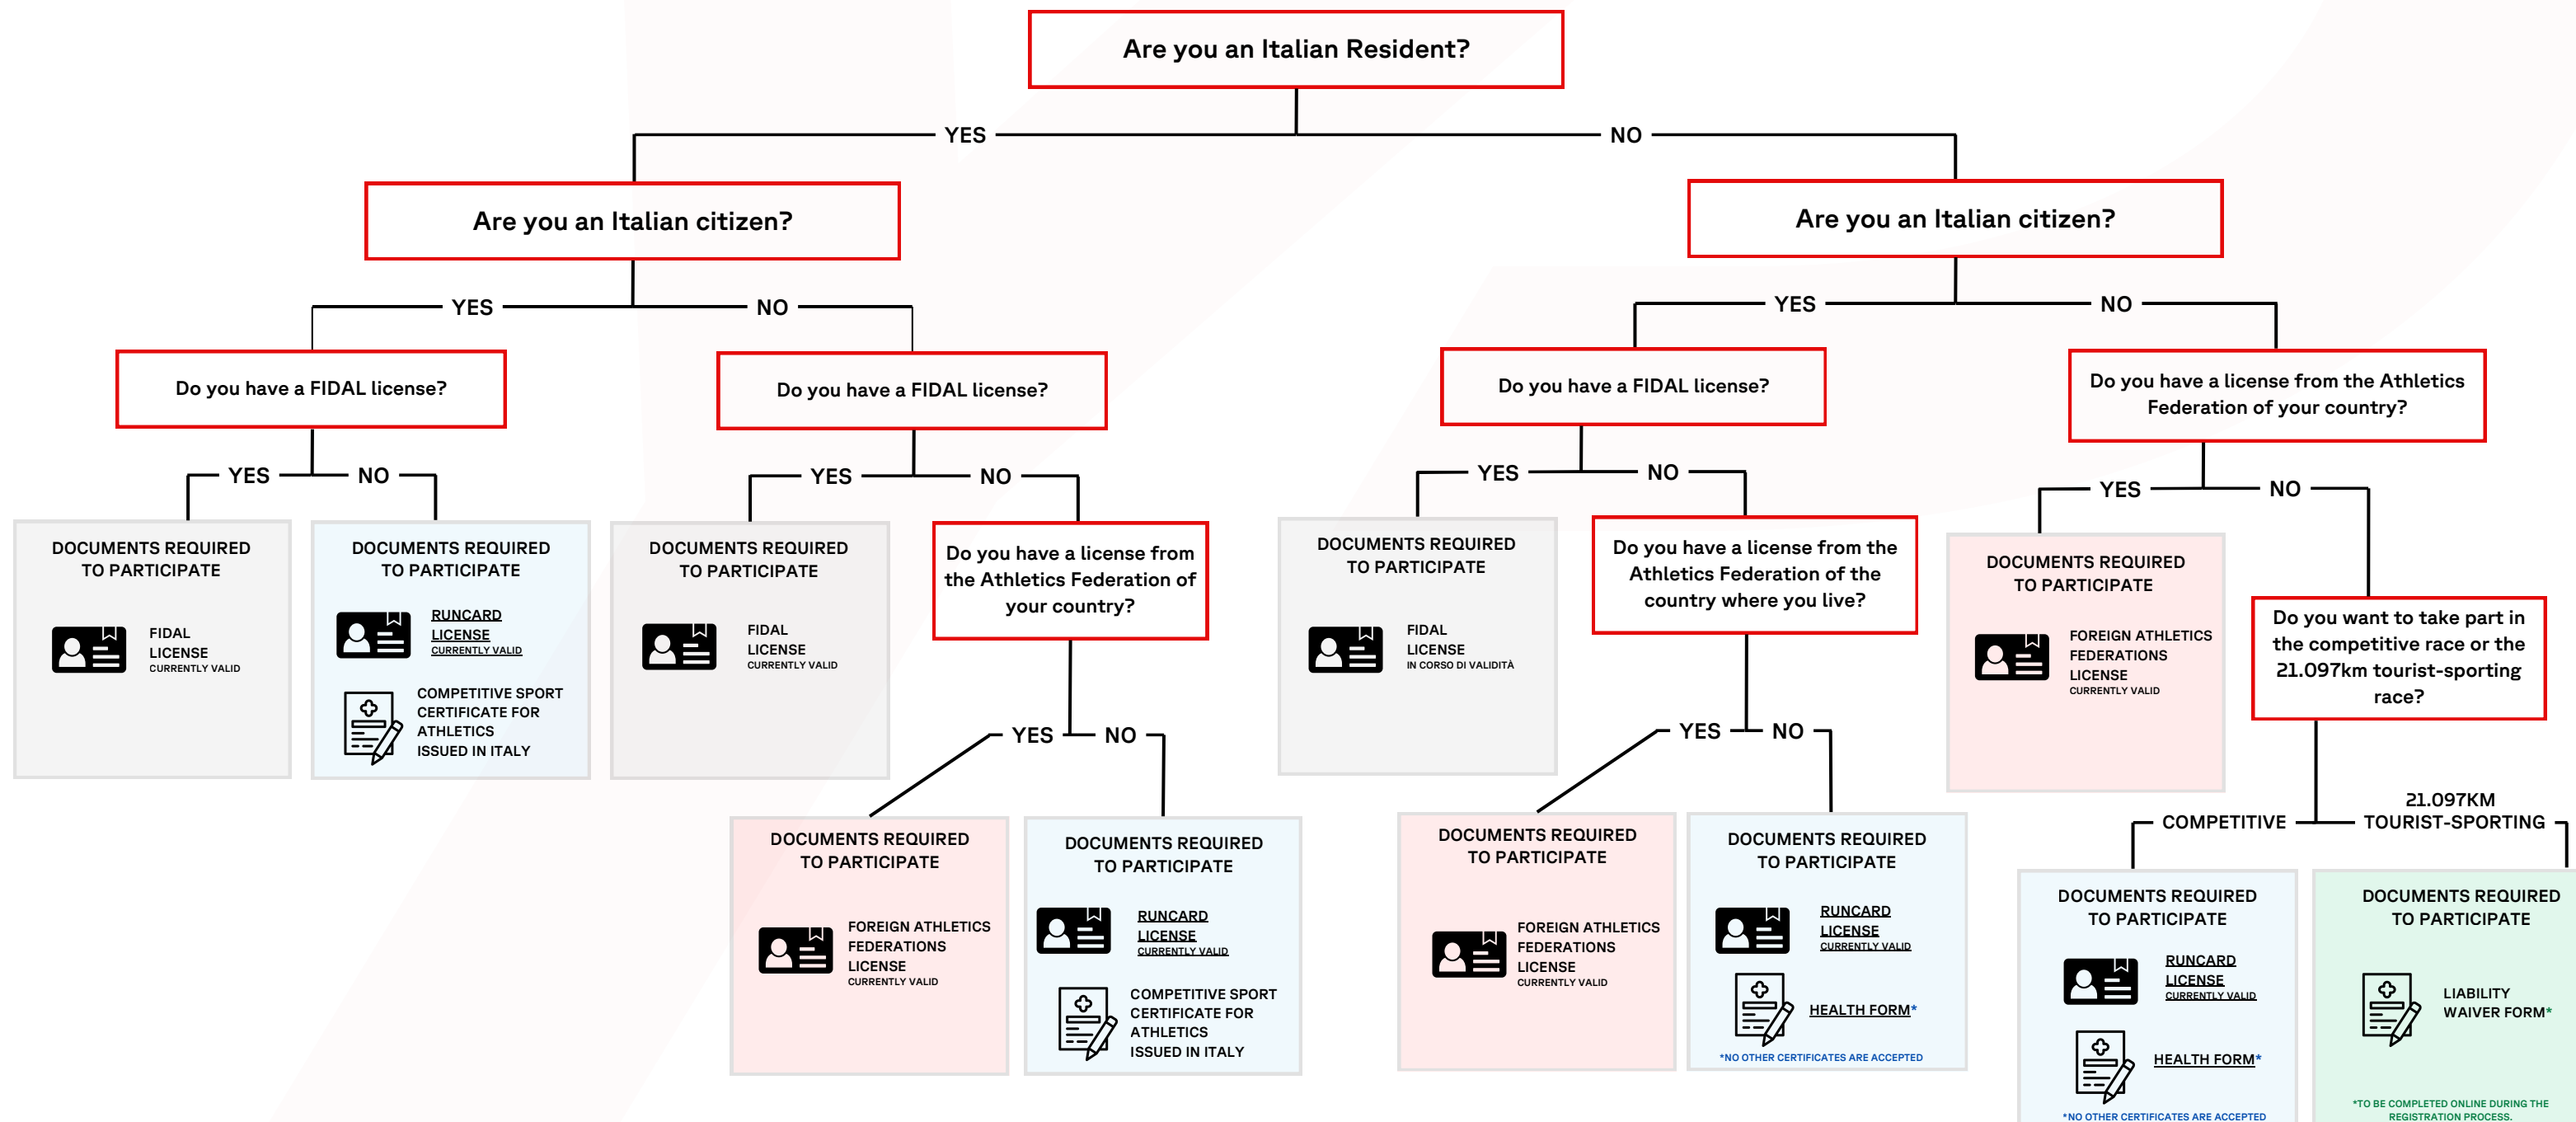 Are you an Italian Resident?
YES
NO
Are you an Italian citizen?
Are you an Italian citizen?
YES
NO
YES
NO
Do you have a FIDAL license?
Do you have a FIDAL license?
Do you have a FIDAL license?
Do you have a license from the Athletics
Federation of your country?
YES
NO
YES
NO
YES
NO
YES
NO
DOCUMENTS REQUIRED
TO PARTICIPATE
FIDAL
LICENSE
CURRENTLY VALID
DOCUMENTS REQUIRED
TO PARTICIPATE
RUNCARD
LICENSE
CURRENTLY VALID
COMPETITIVE SPORT
CERTIFICATE FOR
ATHLETICS
ISSUED IN ITALY
DOCUMENTS REQUIRED
TO PARTICIPATE
FIDAL
LICENSE
CURRENTLY VALID
Do you have a license from
the Athletics Federation of
your country?
DOCUMENTS REQUIRED
TO PARTICIPATE
FIDAL
LICENSE
IN CORSO DI VALIDITÀ
Do you have a license from the
Athletics Federation of the
country where you live?
DOCUMENTS REQUIRED
TO PARTICIPATE
FOREIGN ATHLETICS
FEDERATIONS
LICENSE
CURRENTLY VALID
Do you want to take part in
the competitive race or the
21.097km tourist-sporting
race?
YES
NO
YES
NO
COMPETITIVE
21.097KM
TOURIST-SPORTING
DOCUMENTS REQUIRED
TO PARTICIPATE
FOREIGN ATHLETICS
FEDERATIONS
LICENSE
CURRENTLY VALID
DOCUMENTS REQUIRED
TO PARTICIPATE
RUNCARD
LICENSE
CURRENTLY VALID
COMPETITIVE SPORT
CERTIFICATE FOR
ATHLETICS
ISSUED IN ITALY
DOCUMENTS REQUIRED
TO PARTICIPATE
FOREIGN ATHLETICS
FEDERATIONS
LICENSE
CURRENTLY VALID
DOCUMENTS REQUIRED
TO PARTICIPATE
RUNCARD
LICENSE
CURRENTLY VALID
HEALTH FORM*
*NO OTHER CERTIFICATES ARE ACCEPTED
DOCUMENTS REQUIRED
TO PARTICIPATE
RUNCARD
LICENSE
CURRENTLY VALID
HEALTH FORM*
*NO OTHER CERTIFICATES ARE ACCEPTED
DOCUMENTS REQUIRED
TO PARTICIPATE
LIABILITY
WAIVER FORM*
*TO BE COMPLETED ONLINE DURING THE
REGISTRATION PROCESS.